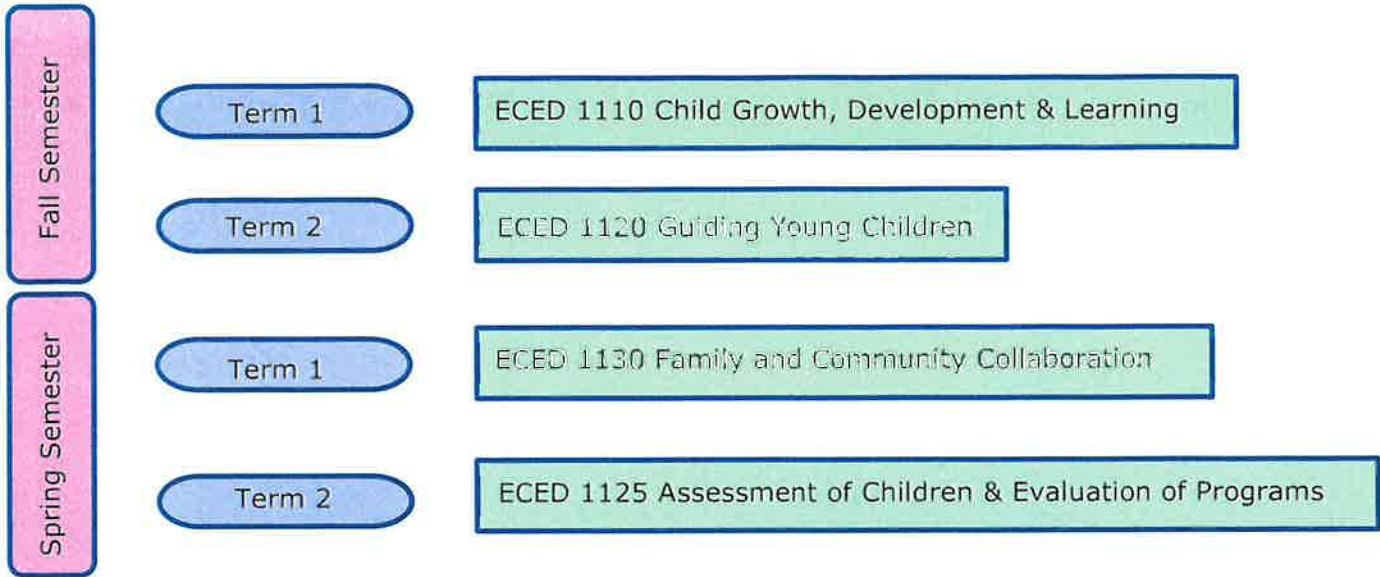 Fall Semester
Term 1
ECED 1110 Child Growth, Development & Learning
Term 2
ECED 1120 Guiding Young Children
Spring Semester
Term 1
ECED 1130 Family and Community Collaboration
Term 2
ECED 1125 Assessment of Children & Evaluation of Programs